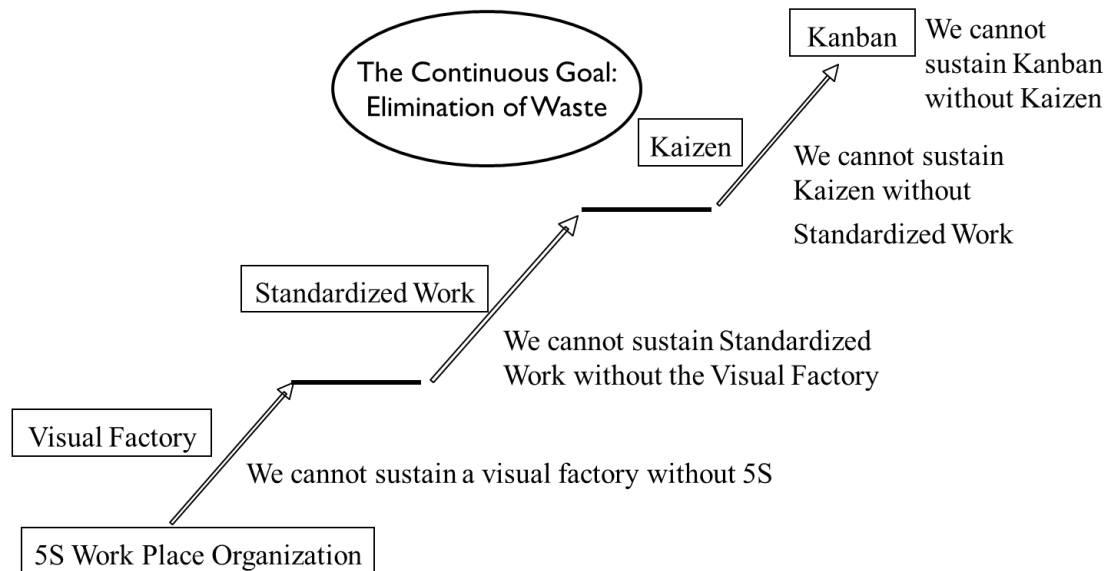 Kanban
We cannot
sustain Kanban
without Kaizen
The Continuous Goal:
Elimination of Waste
Kaizen
We cannot sustain
Kaizen without
Standardized Work
Standardized Work
We cannot sustain Standardized
Work without the Visual Factory
Visual Factory
We cannot sustain a visual factory without 5S
5S Work Place Organization